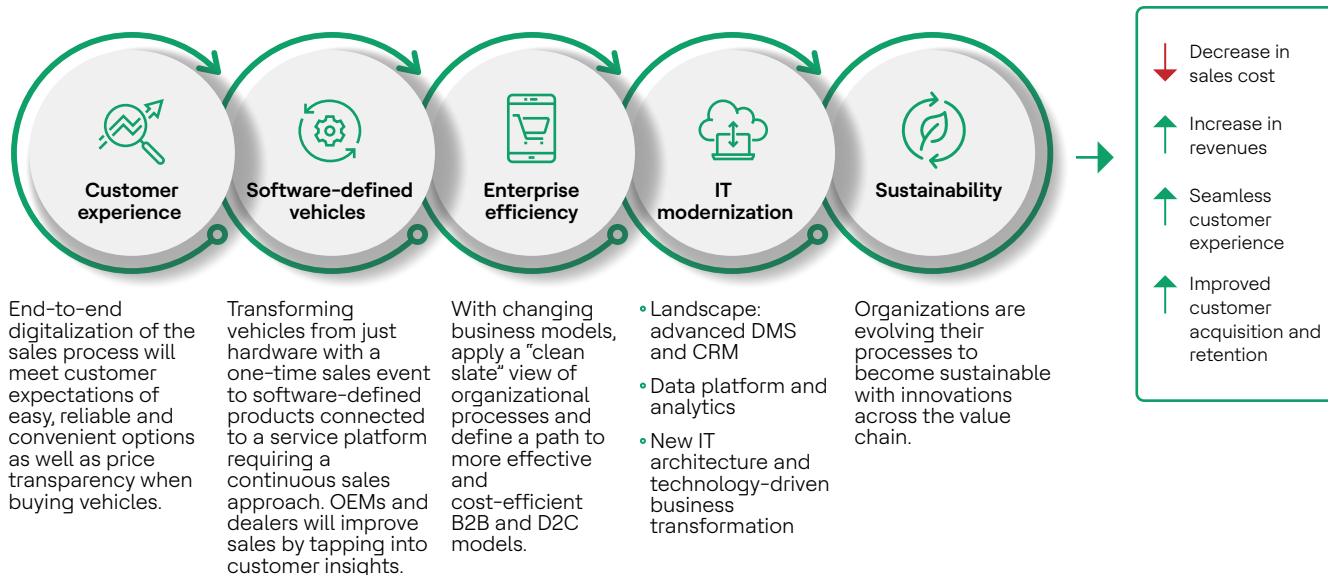 Customer
experience
Software-defined
vehicles
Enterprise
efficiency
IT
modernization
Sustainability
End-to-end
digitalization of the
sales process will
meet customer
expectations of
easy, reliable and
convenient options
as well as price
transparency when
buying vehicles.
Transforming
vehicles from just
hardware with a
one-time sales event
to software-defined
products connected
to a service platform
requiring a
continuous sales
approach. OEMs and
dealers will improve
sales by tapping into
customer insights.
With changing
business models,
apply a “clean
slate” view of
organizational
processes and
define a path to
more effective
and
cost-efficient
B2B and D2C
models.
Landscape:
advanced DMS
and CRM
Data platform and
analytics
New IT
architecture and
technology-driven
business
transformation
Organizations are
evolving their
processes to
become sustainable
with innovations
across the value
chain.
Decrease in
sales cost
Increase in
revenues
Seamless
customer
experience
Improved
customer
acquisition and
retention